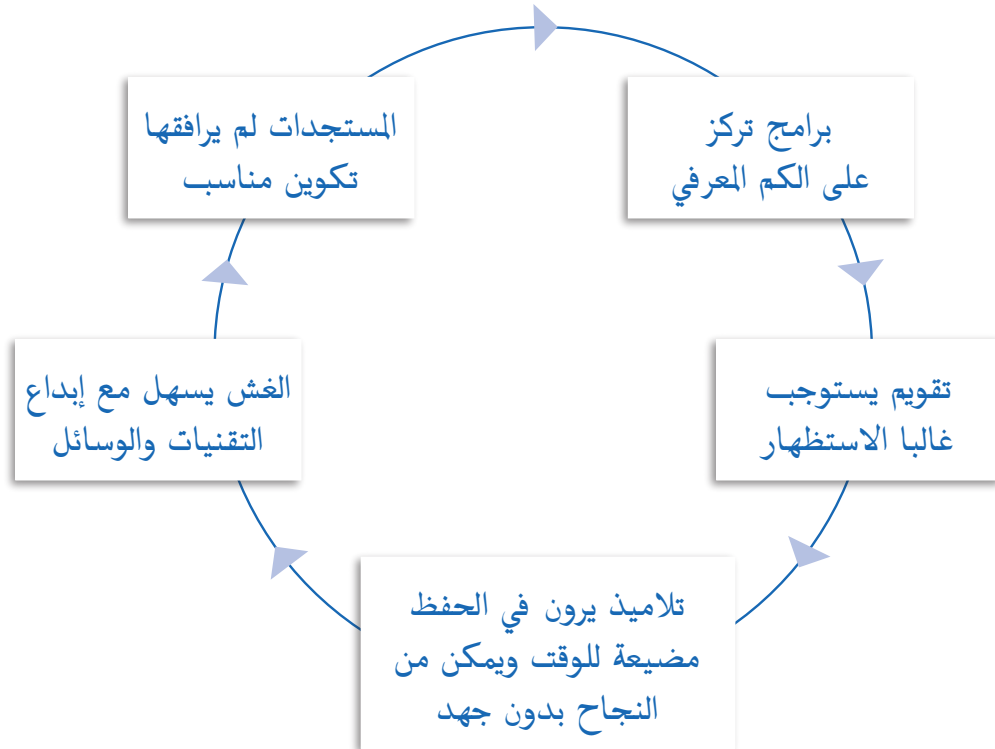 برامج تركز
على الكم المعرفي
تقويم يستوجب
غالبا الاستظهار
تلاميذ يرون في الحفظ
مضيعة للوقت ويمكن من
النجاح بدون جهد
الغش يسهل مع إبداع
التقنيات والوسائل
المستجدات لم يرافقها
تكوين مناسب